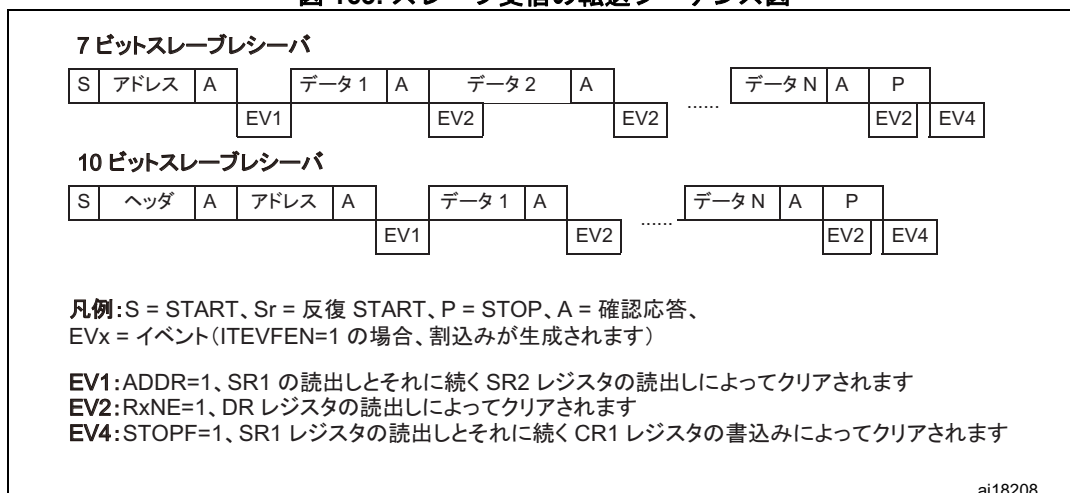 7 ビットスレーブレシーバ
S アドレス A データ 1 A データ 2 A ...... データ N A P
EV1 EV2 EV2 EV2 EV4
10 ビットスレーブレシーバ
S ヘッダ A アドレス A データ 1 A ...... データ N A P
EV1 EV2 EV2 EV4
凡例:S = START、Sr = 反復 START、P = STOP、A = 確認応答、
EVx = イベント(ITEVFEN=1 の場合、割込みが生成されます)
EV1:ADDR=1、SR1 の読出しとそれに続く SR2 レジスタの読出しによってクリアされます
EV2:RxNE=1、DR レジスタの読出しによってクリアされます
EV4:STOPF=1、SR1 レジスタの読出しとそれに続く CR1 レジスタの書込みによってクリアされます
ai18208